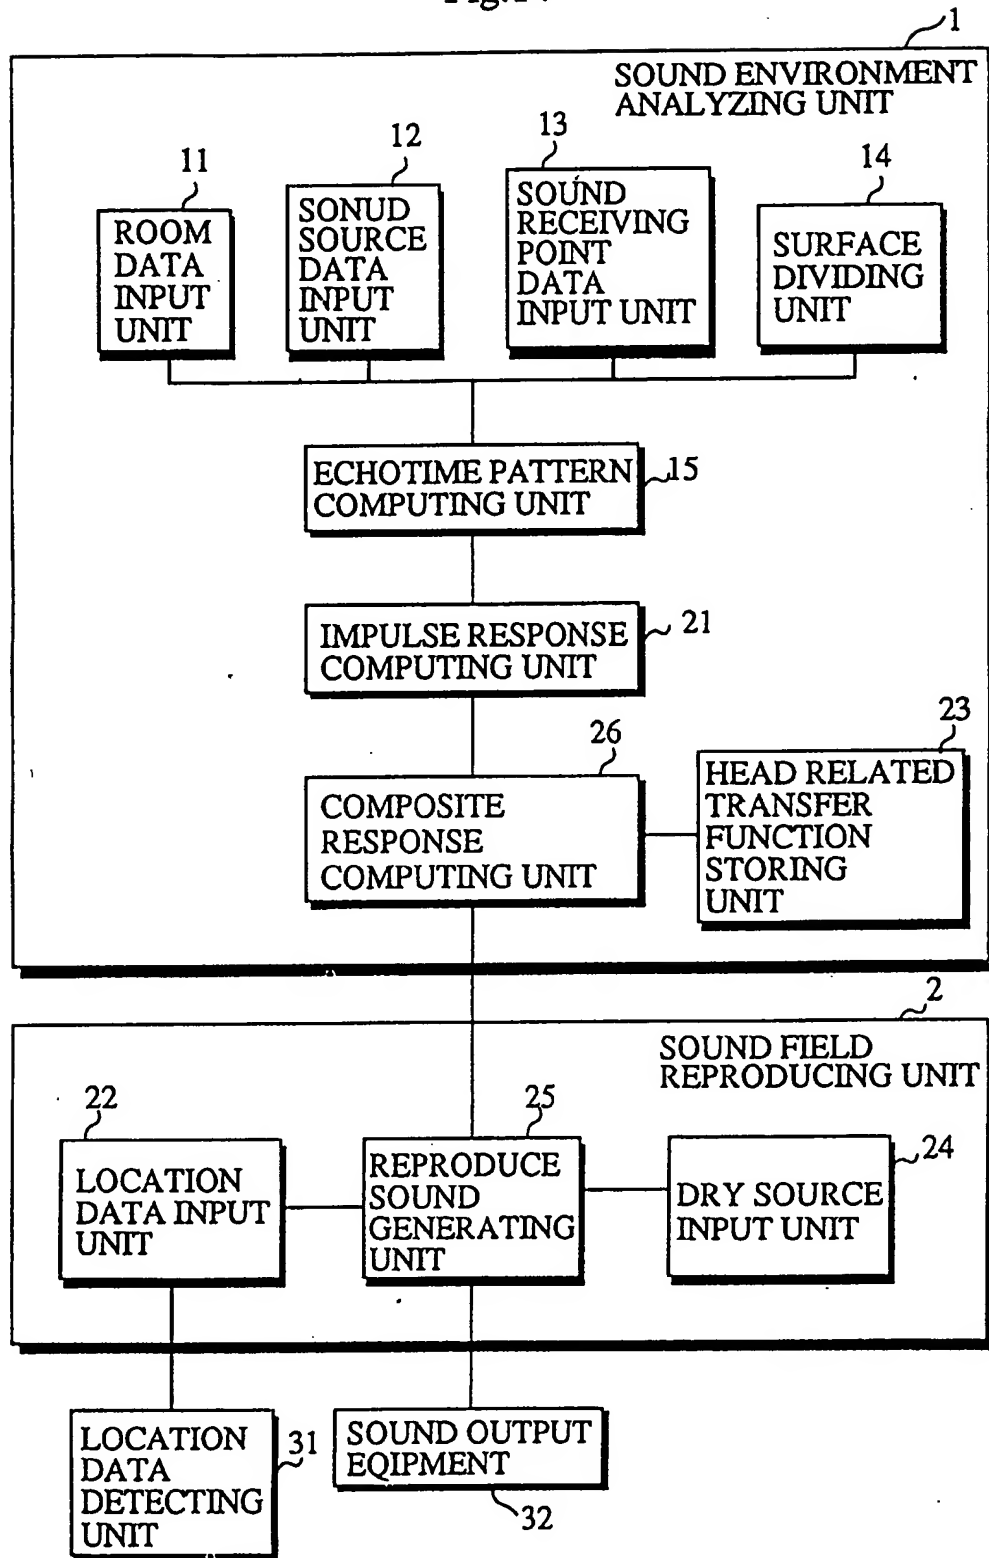 1
SOUND ENVIRONMENT
ANALYZING UNIT
11
ROOM
DATA
INPUT
UNIT
12
SONUD
SOURCE
DATA
INPUT
UNIT
13
SOUND
RECEIVING
POINT
DATA
INPUT UNIT
14
SURFACE
DIVIDING
UNIT
ECHOTIME PATTERN
COMPUTING UNIT
15
IMPULSE RESPONSE
COMPUTING UNIT
21
26
COMPOSITE
RESPONSE
COMPUTING UNIT
23
HEAD RELATED
TRANSFER
FUNCTION
STORING
UNIT
2
SOUND FIELD
REPRODUCING UNIT
22
LOCATION
DATA INPUT
UNIT
25
REPRODUCE
SOUND
GENERATING
UNIT
24
DRY SOURCE
INPUT UNIT
LOCATION
DATA
DETECTING
UNIT
31
SOUND OUTPUT
EQIPMENT
32